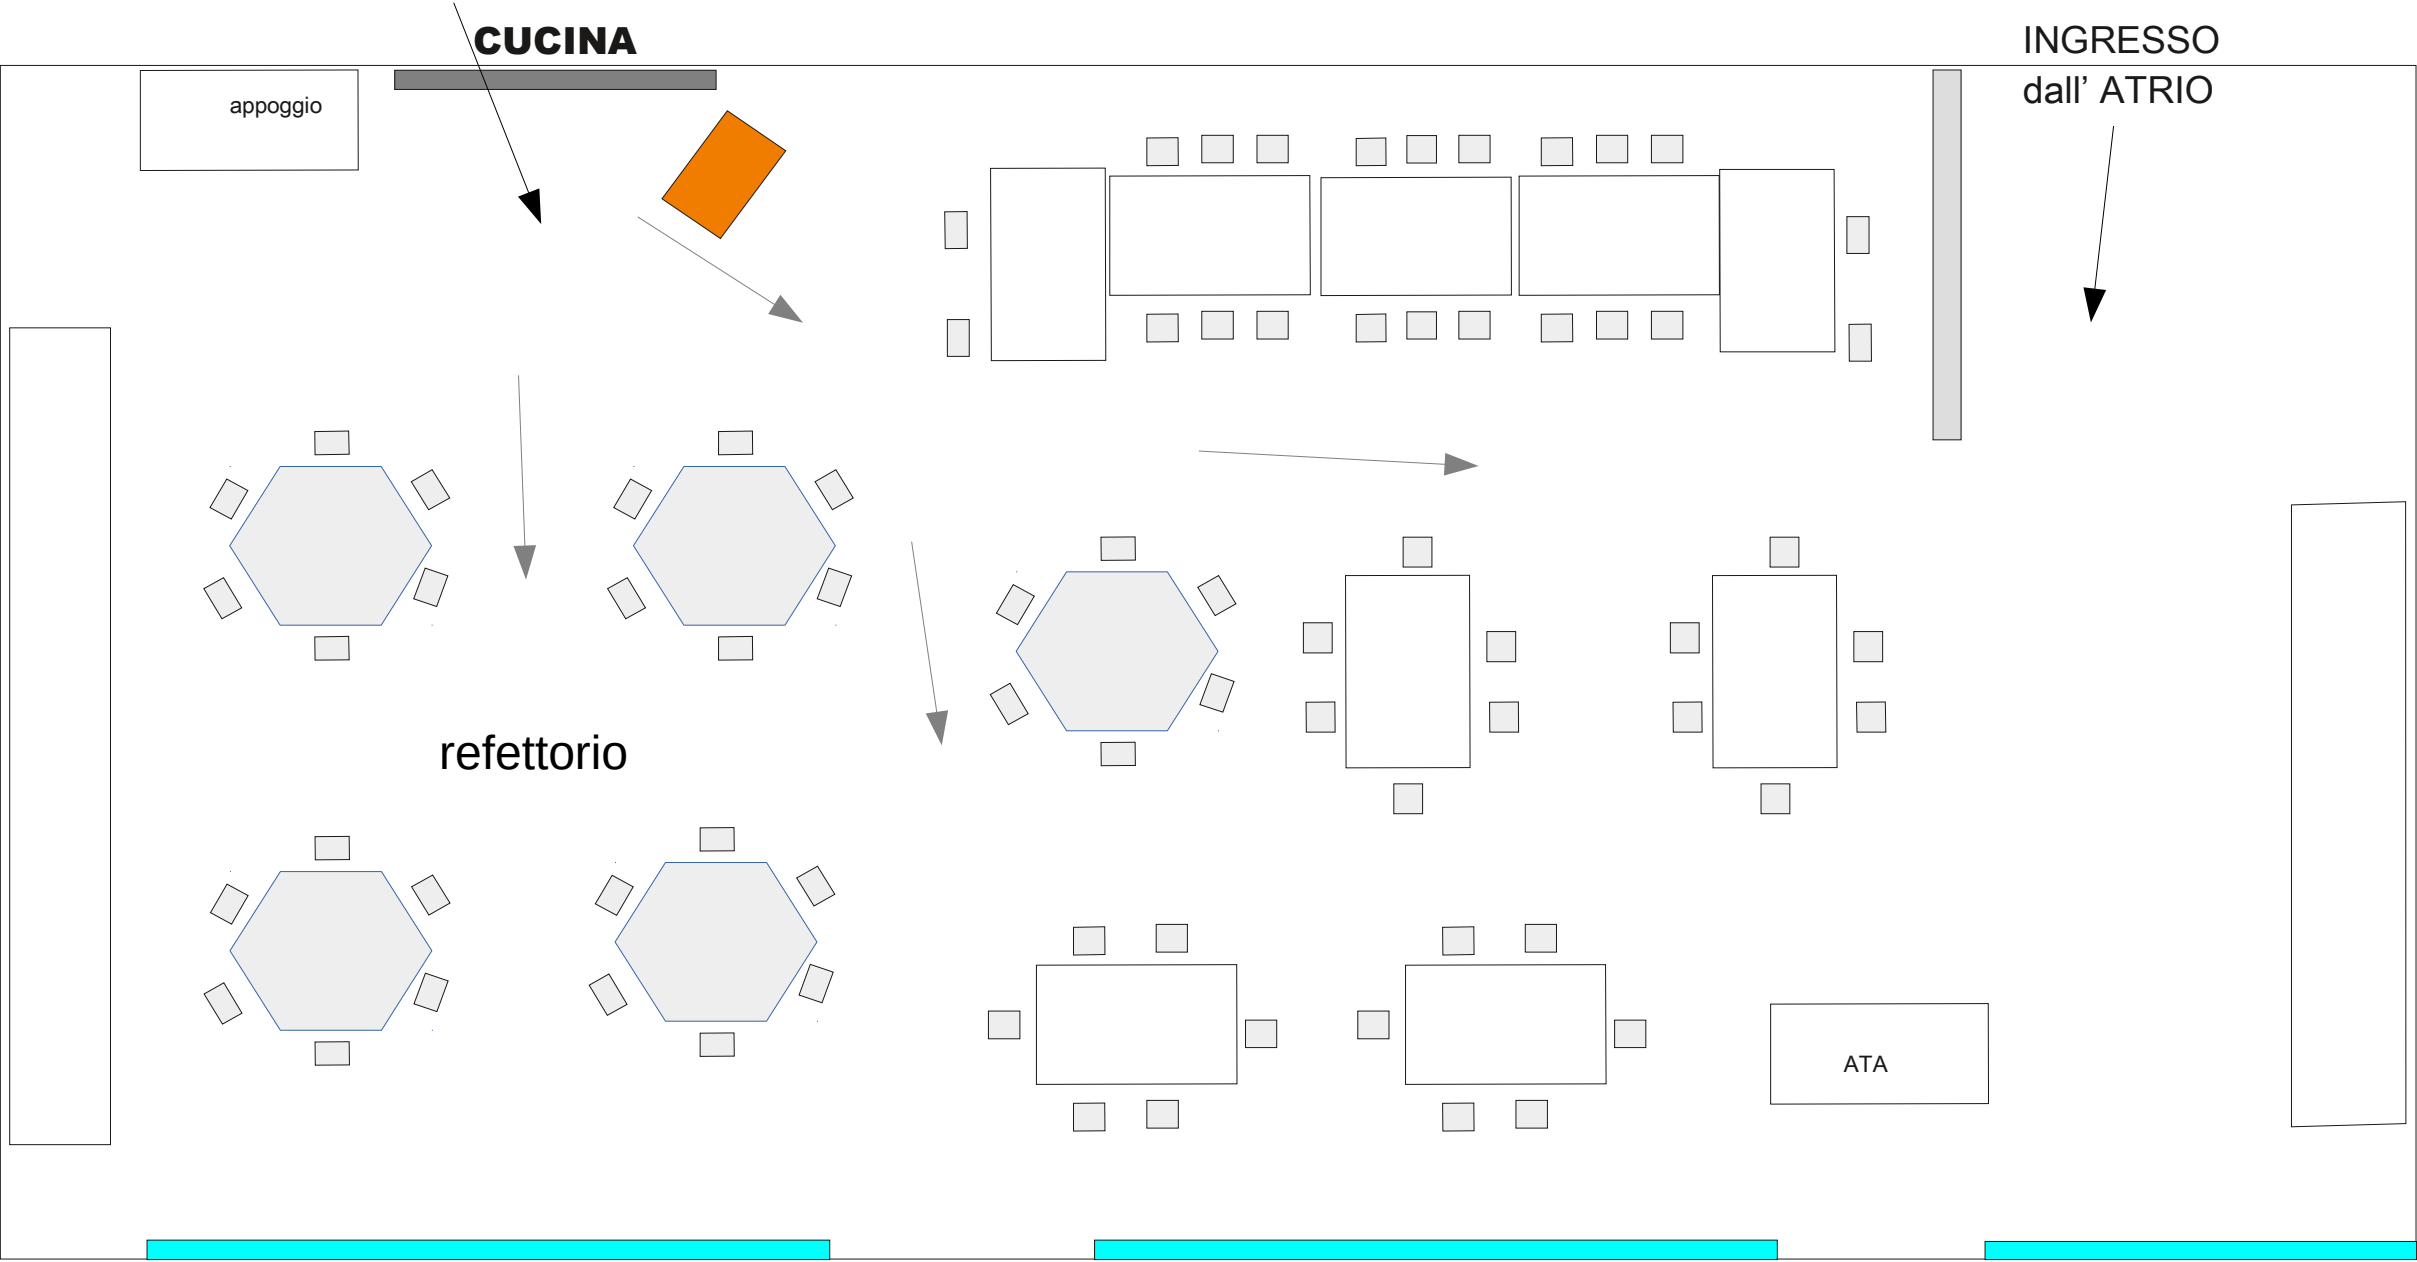 CUCINA
INGRESSO
dall’ ATRIO
appoggio
refettorio
ATA